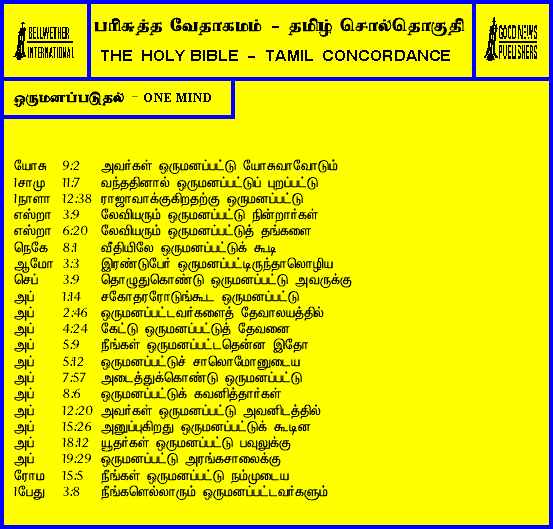 BELLWETHER
INTERNATIONAL
பரிசுத்த வேதாகமம் - தமிழ் சொல்தொகுதி
THE HOLY BIBLE - TAMIL CONCORDANCE
GOOD NEWS
PUBLISHERS
ஒருமனப்படுதல் - ONE MIND
யோசு 9:2 அவர்கள் ஒருமனப்பட்டு யோசுவாவோடும்
1சாமு 11:7 வந்ததினால் ஒருமனப்பட்டுப் புறப்பட்டு
1நாளா 12:38 ராஜாவாக்குகிறதற்கு ஒருமனப்பட்டு
எஸ்றா 3:9 லேவியரும் ஒருமனப்பட்டு நின்றார்கள்
எஸ்றா 6:20 லேவியரும் ஒருமனப்பட்டுத் தங்களை
நெகே 8:1 வீதியிலே ஒருமனப்பட்டுக் கூடி
ஆமோ 3:3 இரண்டுபேர் ஒருமனப்பட்டிருந்தாலொழிய
செப் 3:9 தொழுதுகொண்டு ஒருமனப்பட்டு அவருக்கு
அப் 1:14 சகோதரரோடுங்கூட ஒருமனப்பட்டு
அப் 2:46 ஒருமனப்பட்டவர்களைத் தேவாலயத்தில்
அப் 4:24 கேட்டு ஒருமனப்பட்டுத் தேவனை
அப் 5:9 நீங்கள் ஒருமனப்பட்டதென்ன இதோ
அப் 5:12 ஒருமனப்பட்டுச் சாலொமோனுடைய
அப் 7:57 அடைத்துக்கொண்டு ஒருமனப்பட்டு
அப் 8:6 ஒருமனப்பட்டுக் கவனித்தார்கள்
அப் 12:20 அவர்கள் ஒருமனப்பட்டு அவனிடத்தில்
அப் 15:26 அனுப்புகிறது ஒருமனப்பட்டுக் கூடின
அப் 18:12 யூதர்கள் ஒருமனப்பட்டு பவுலுக்கு
அப் 19:29 ஒருமனப்பட்டு அரங்கசாலைக்கு
ரோம 15:5 நீங்கள் ஒருமனப்பட்டு நம்முடைய
1பேது 3:8 நீங்களெல்லாரும் ஒருமனப்பட்டவர்களும்